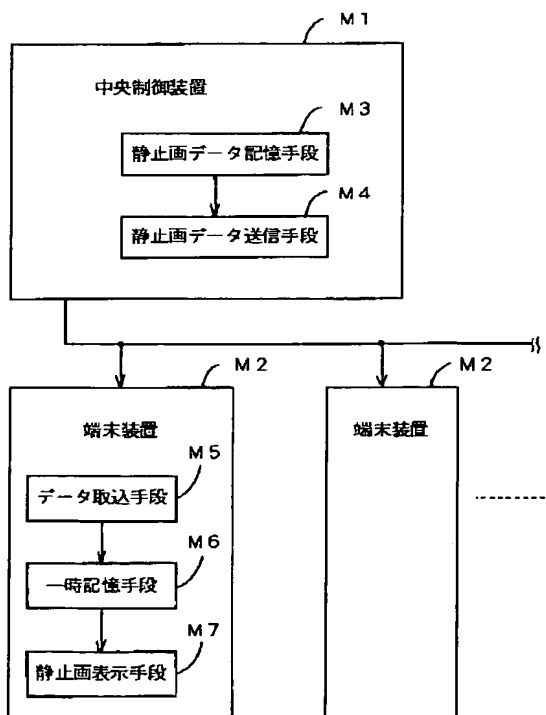 M1
中央制御装置
M3
静止画データ記憶手段
M4
静止画データ送信手段
M2
M2
端末装置
端末装置
M5
データ取込手段
M6
一時記憶手段
M7
静止画表示手段